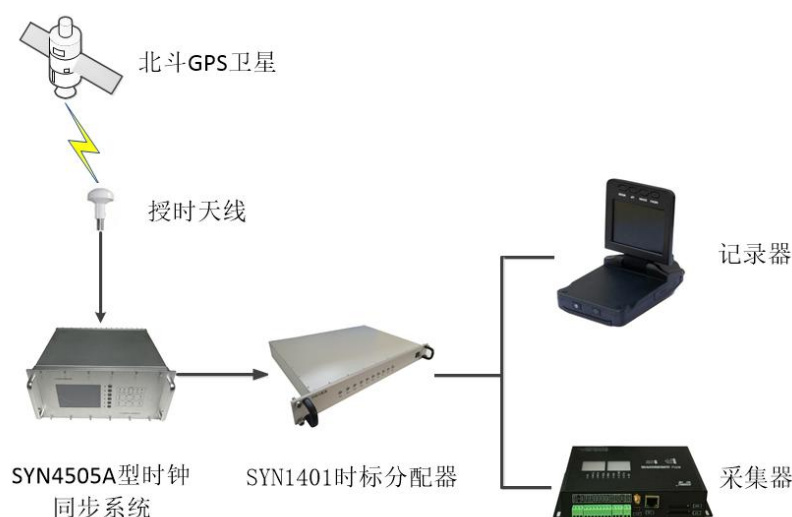 北斗GPS卫星
授时天线
记录器
SYN4505A型时钟
同步系统
SYN1401时标分配器
采集器